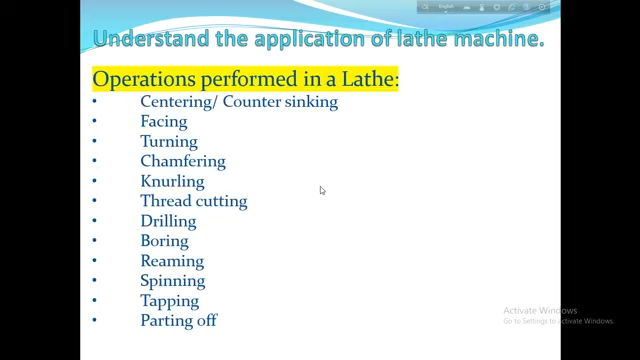 Understand the application of lathe machine.
Operations performed in a Lathe:
• Centering/ Counter sinking
• Facing
• Turning
• Chamfering
• Knurling
• Thread cutting
• Drilling
• Boring
• Reaming
• Spinning
• Tapping
• Parting off
Activate Windows
Go to Settings to activate Windows.